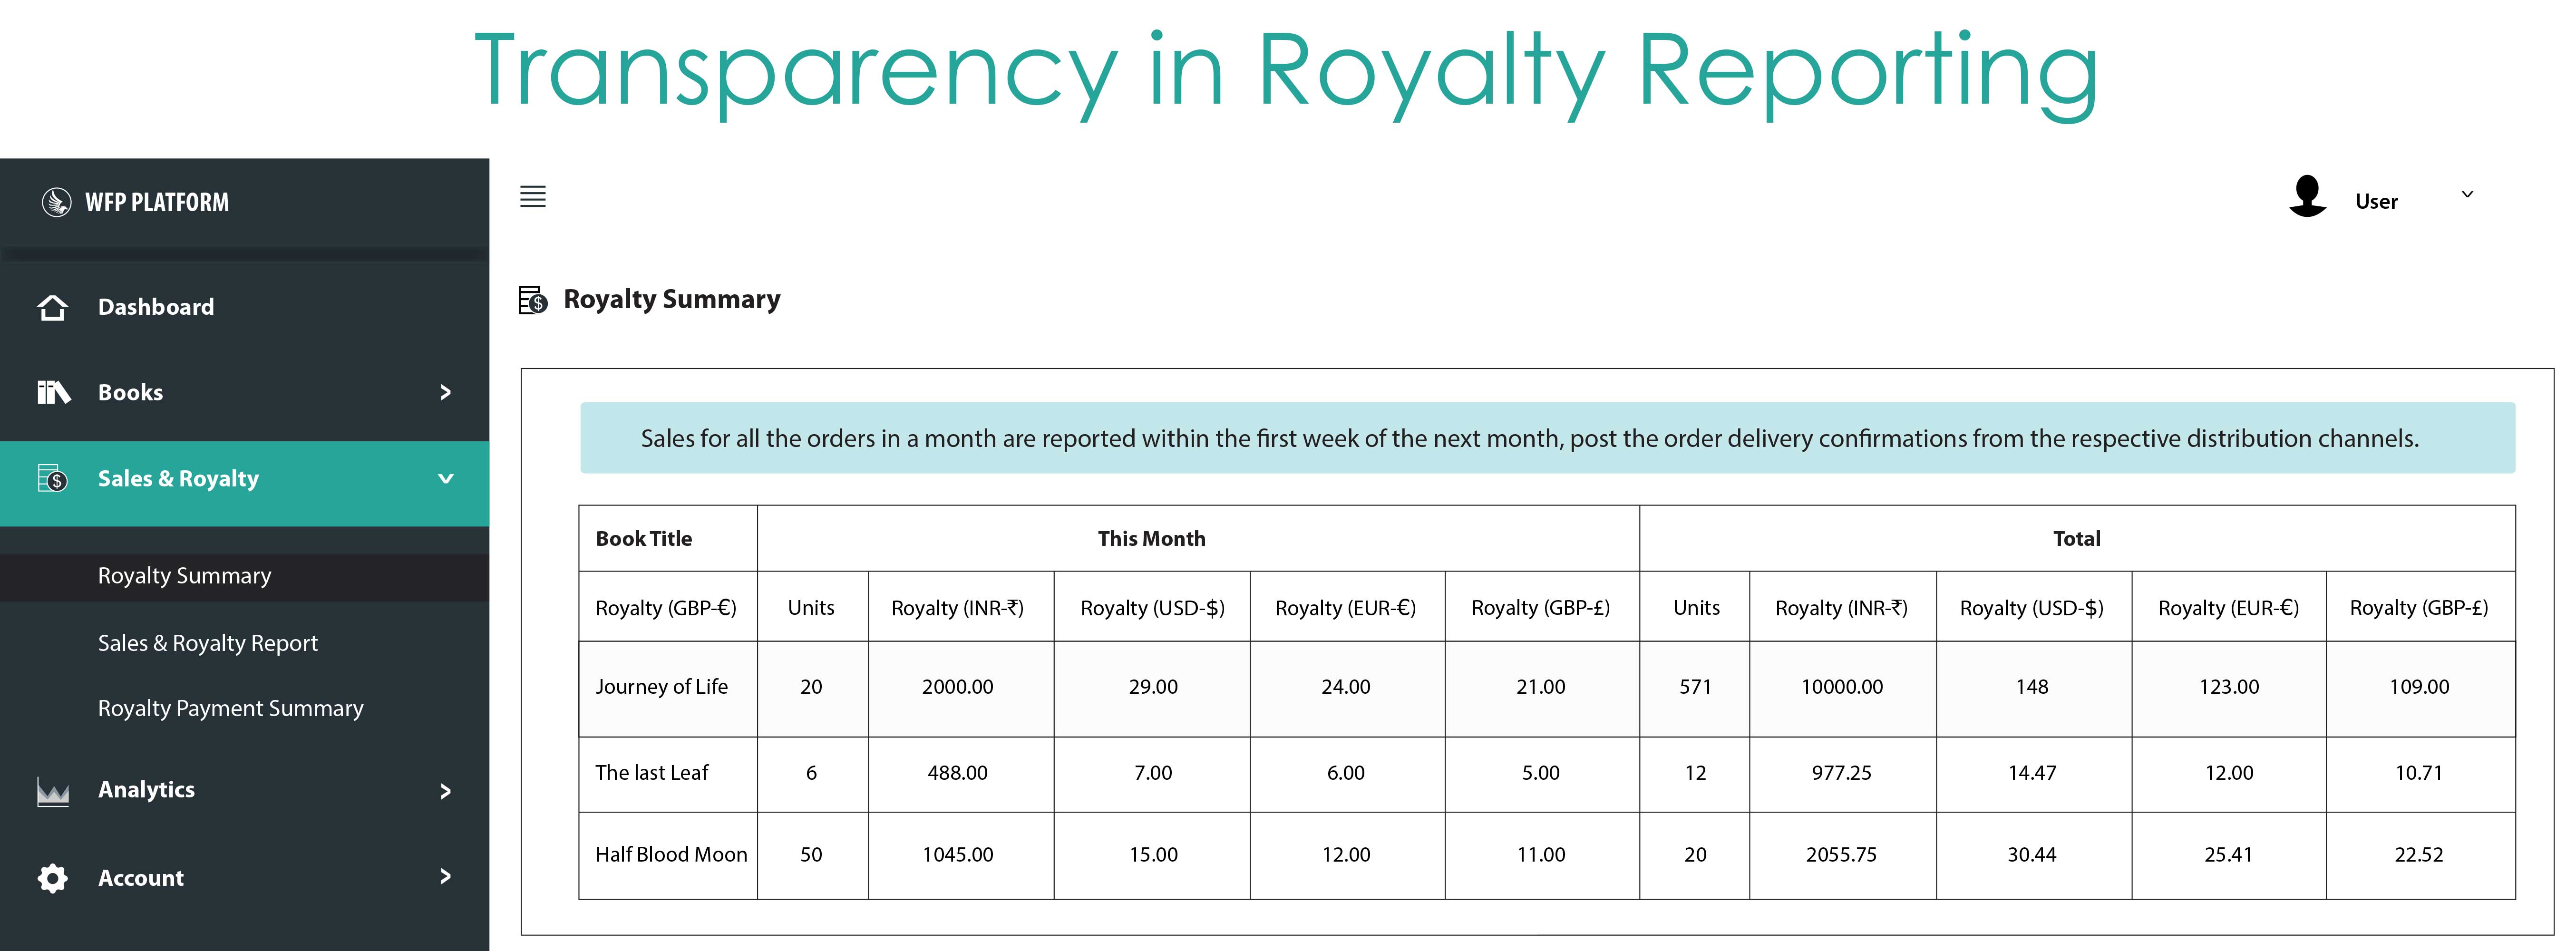 Transparency in Royalty Reporting
WFP PLATFORM
User
Dashboard
Books
Sales & Royalty
Royalty Summary
Sales & Royalty Report
Royalty Payment Summary
Analytics
Account
Royalty Summary
Sales for all the orders in a month are reported within the first week of the next month, post the order delivery confirmations from the respective distribution channels.
Book Title This Month Total
Royalty (GBP-€) Units Royalty (INR-₹) Royalty (USD-$) Royalty (EUR-€) Royalty (GBP-£) Units Royalty (INR-₹) Royalty (USD-$) Royalty (EUR-€) Royalty (GBP-£)
Journey of Life 20 2000.00 29.00 24.00 21.00 571 10000.00 148 123.00 109.00
The last Leaf 6 488.00 7.00 6.00 5.00 12 977.25 14.47 12.00 10.71
Half Blood Moon 50 1045.00 15.00 12.00 11.00 20 2055.75 30.44 25.41 22.52